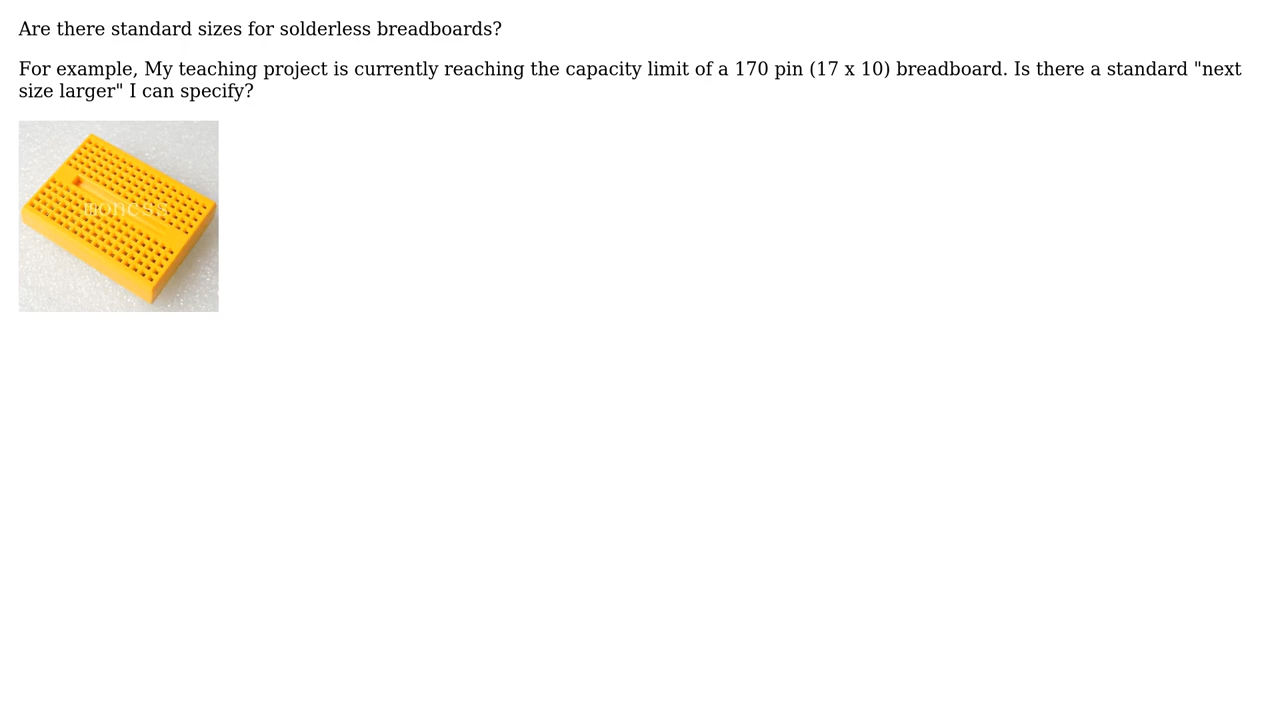 Are there standard sizes for solderless breadboards?
For example, My teaching project is currently reaching the capacity limit of a 170 pin (17 x 10) breadboard. Is there a standard "next
size larger" I can specify?
moncss